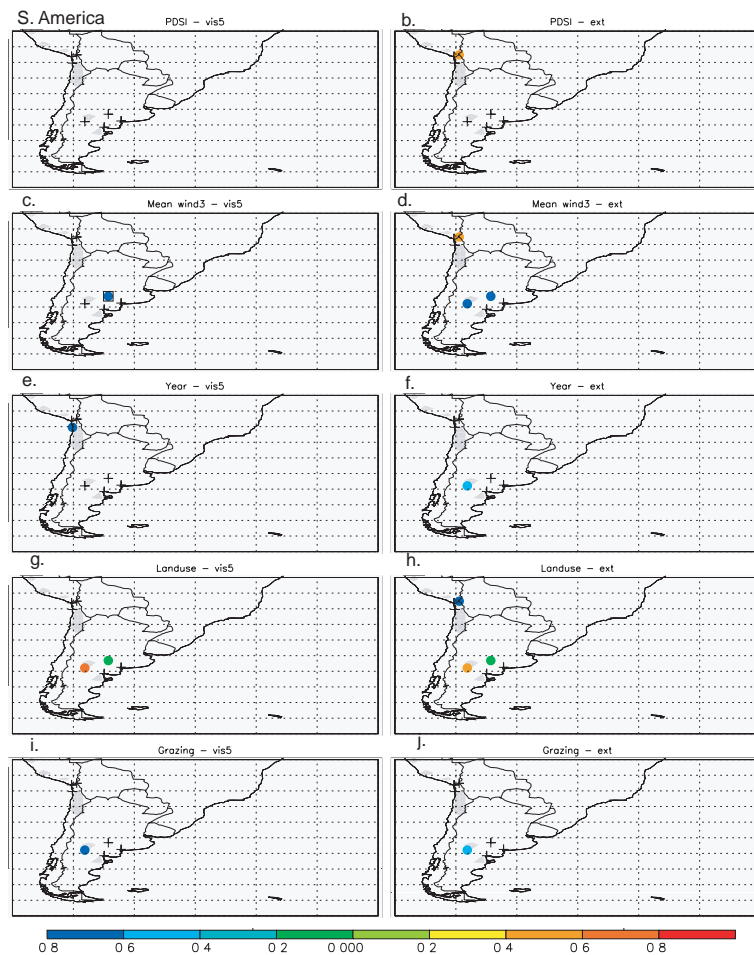 S. America
PDSI - vis5
b.
PDSI - ext
c.
Mean wind3 - vis5
d.
Mean wind3 - ext
e.
Year - vis5
f.
Year - ext
g.
Landuse - vis5
h.
Landuse - ext
i.
Grazing - vis5
J.
Grazing - ext
0 8 0 6 0 4 0 2 0.000 0 2 0 4 0 6 0 8